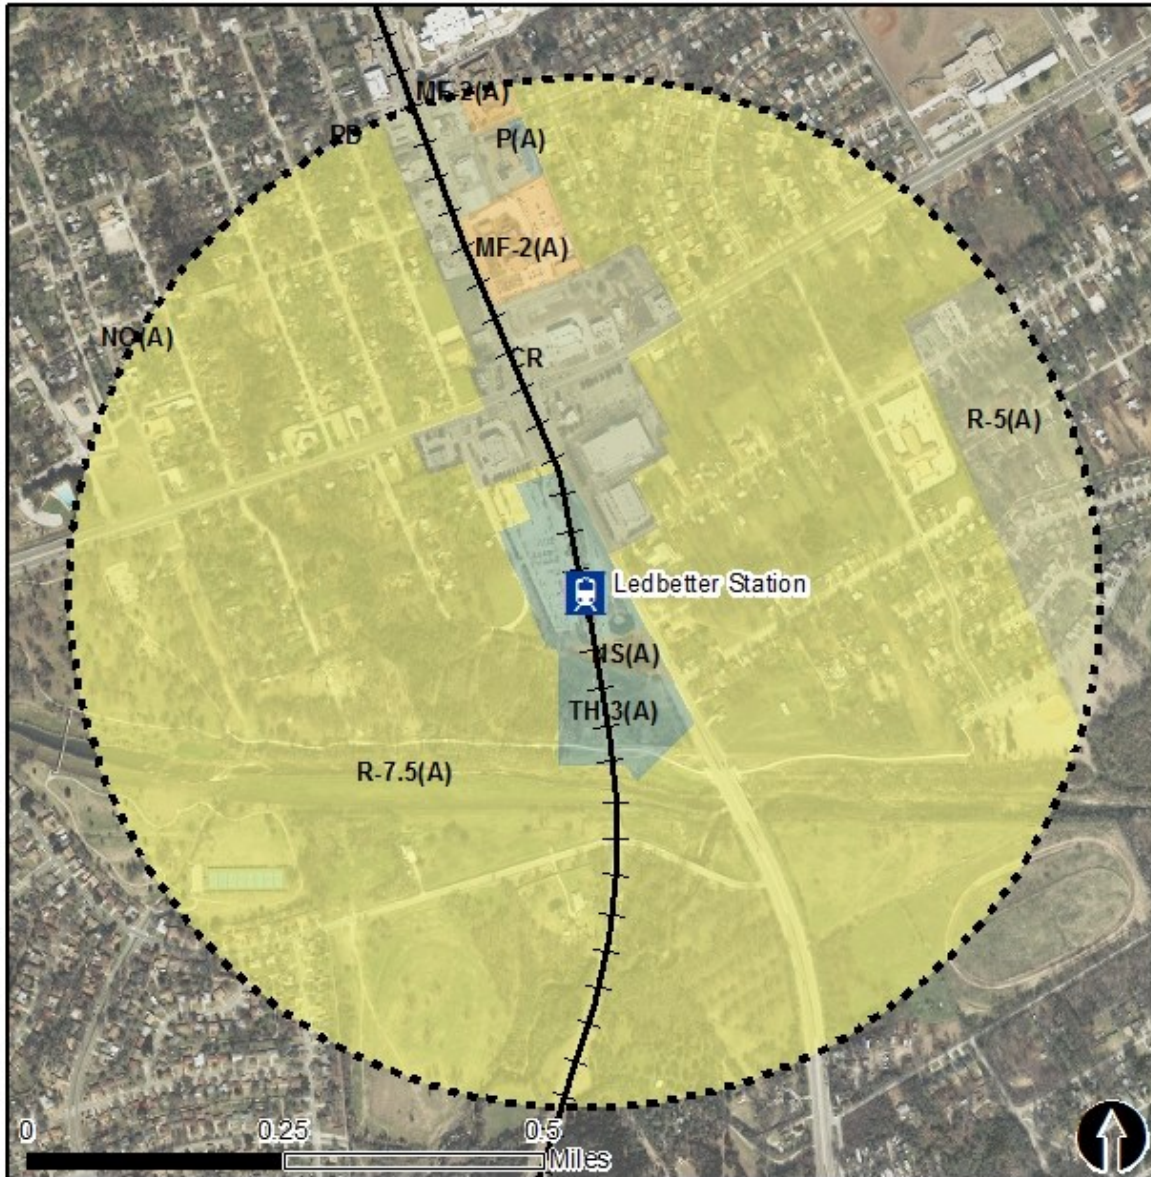 MF-2(A)
PD
P(A)
MF-2(A)
NO(A)
CR
R-5(A)
Ledbetter Station
NS(A)
TH-3(A)
R-7.5(A)
0 0.25 0.5
Miles